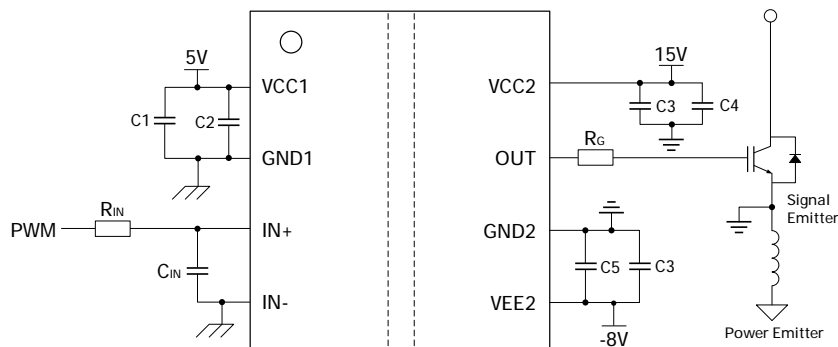 5V
VCC1
C1
C2
GND1
PWM
RIN
IN+
CIN
IN-
VCC2
15V
C3
C4
OUT
RG
GND2
C5
C3
VEE2
-8V
Signal
Emitter
Power Emitter